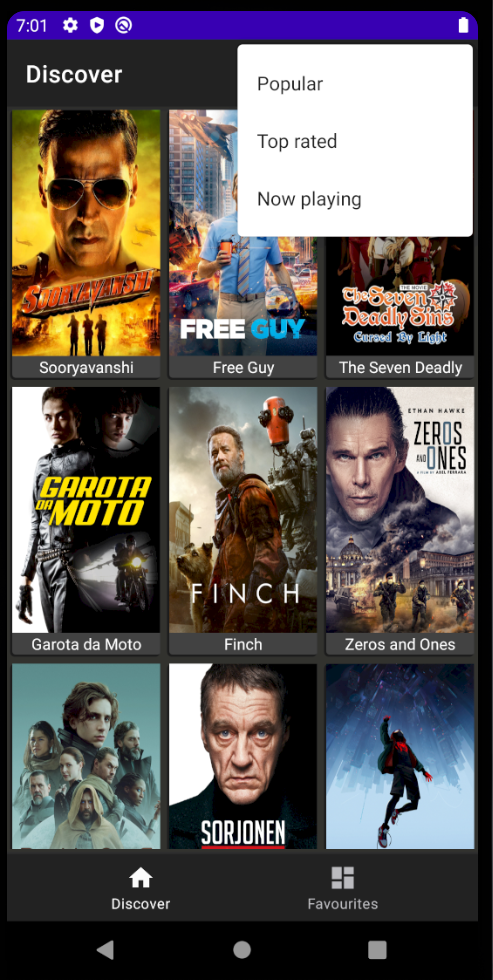 7:01
Discover
Popular
Top rated
Now playing
SOORYAVANSHI
FREE GUY
THE MOVIE
The Seven
Deadly Sins
Cursed By Light
Sooryavanshi
Free Guy
The Seven Deadly
GAROTA
DA MOTO
FINCH
ETHAN HAWKE
ZEROS
AND ONES
A FILM BY ABEL FERRARA
Garota da Moto
Finch
Zeros and Ones
SORJONEN
Discover
Favourites